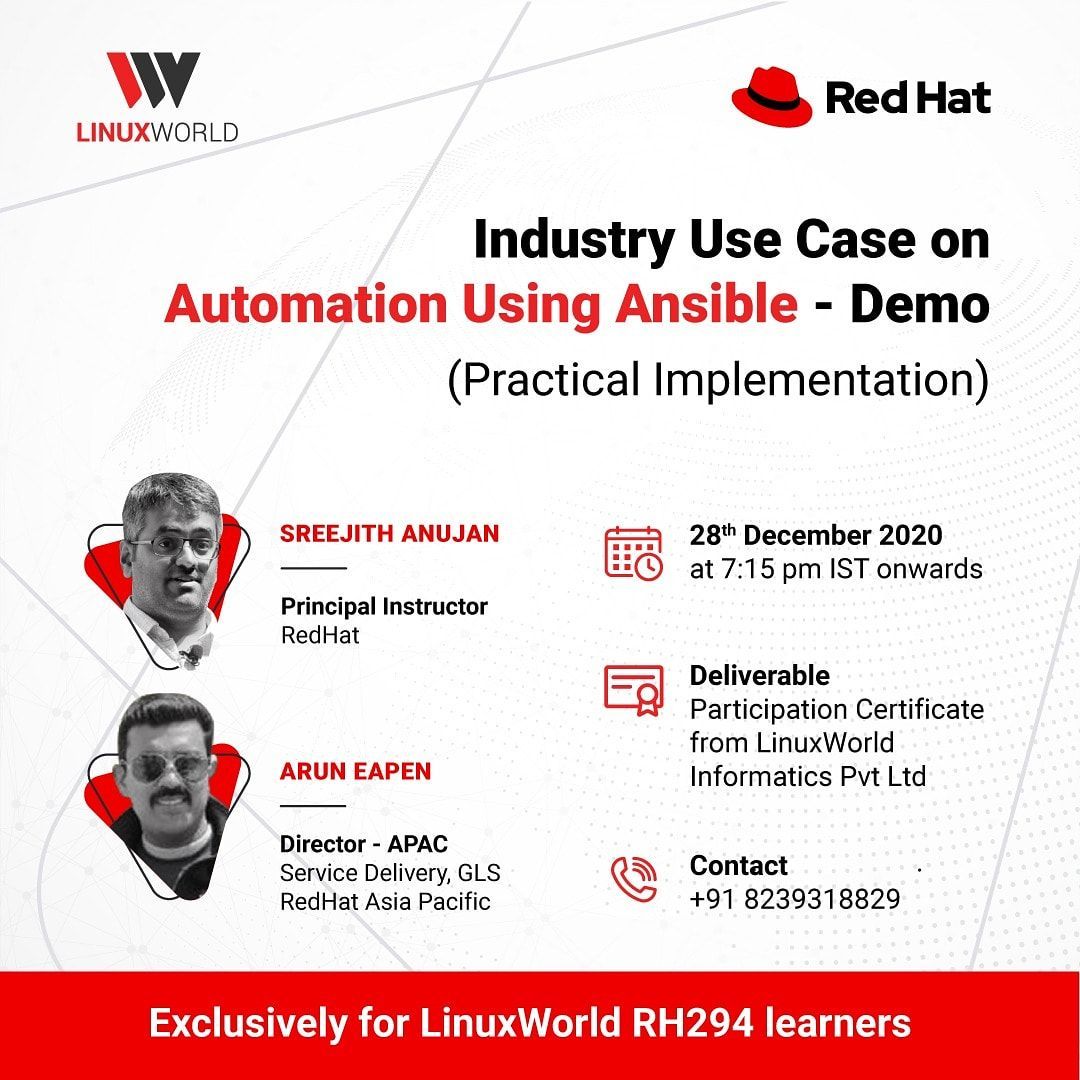 LINUXWORLD
Red Hat
Industry Use Case on
Automation Using Ansible - Demo
(Practical Implementation)
SREEJITH ANUJAN
Principal Instructor
RedHat
ARUN EAPEN
Director - APAC
Service Delivery, GLS
RedHat Asia Pacific
28th December 2020
at 7:15 pm IST onwards
Deliverable
Participation Certificate
from LinuxWorld
Informatics Pvt Ltd
Contact
+91 8239318829
Exclusively for LinuxWorld RH294 learners